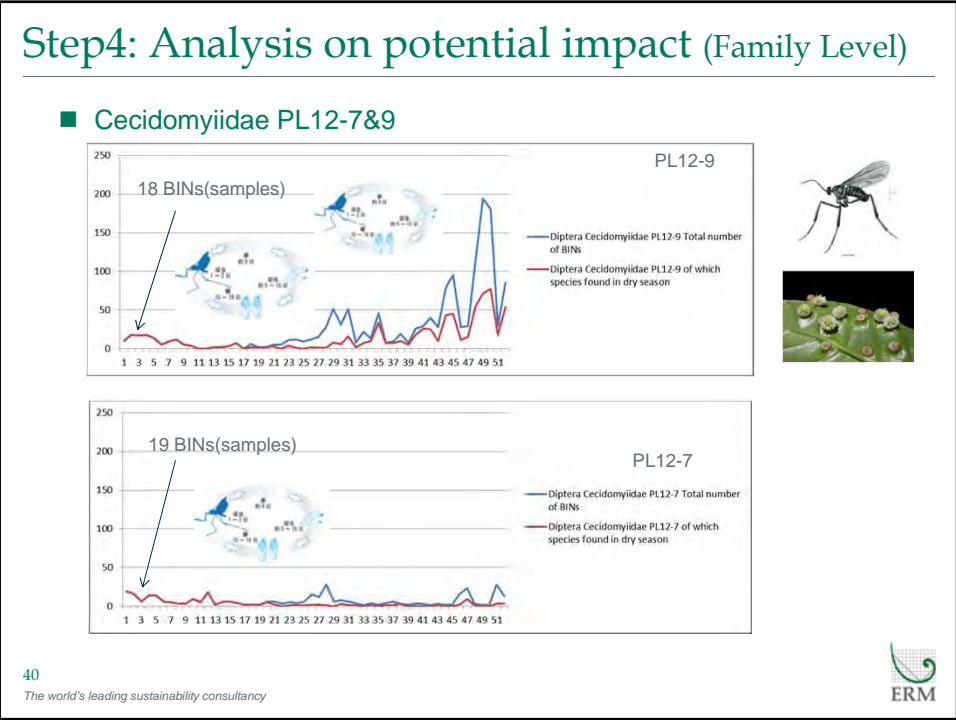 Step4: Analysis on potential impact (Family Level)
Cecidomyiidae PL12-7&9
250
200
150
100
50
0
18 BINs(samples)
PL12-9
Diptera Cecidomyiidae PL12-9 Total number
of BINs
Diptera Cecidomyiidae PL12-9 of which
species found in dry season
1 3 5 7 9 11 13 15 17 19 21 23 25 27 29 31 33 35 37 39 41 43 45 47 49 51
250
200
150
100
50
0
19 BINs(samples)
PL12-7
Diptera Cecidomyiidae PL12-7 Total number
of BINs
Diptera Cecidomyiidae PL12-7 of which
species found in dry season
1 3 5 7 9 11 13 15 17 19 21 23 25 27 29 31 33 35 37 39 41 43 45 47 49 51
40
The world's leading sustainability consultancy
ERM